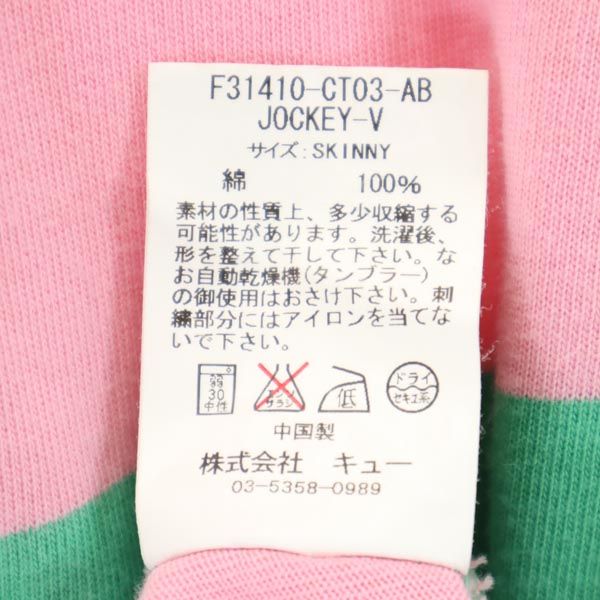 F31410-CT03-AB
JOCKEY-V
サイズ:SKINNY
綿 100%
素材の性質上、多少収縮する
可能性があります。洗濯後、
形を整えて干して下さい。な
お自動乾燥機(タンブラー)
の御使用はおさけ下さい。刺
繍部分にはアイロンを当てな
いで下さい。
弱 30 中性
エンソ サラシ
低
ドライ セキユ系
中国製
株式会社 キュー
03-5358-0989